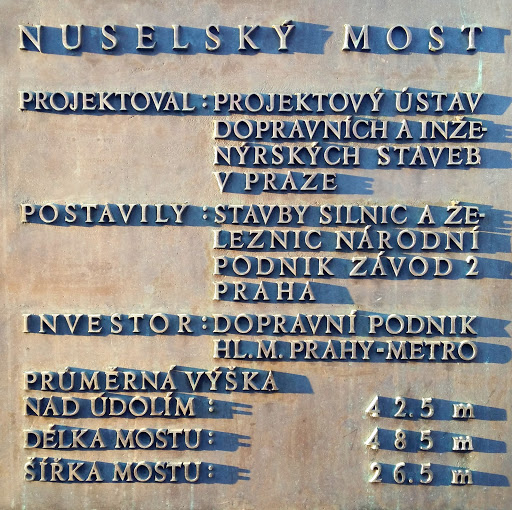 NUSELSKÝ MOST
PROJEKTOVAL: PROJEKTOVÝ ÚSTAV
DOPRAVNÍCH A INŽE-
NÝRSKÝCH STAVEB
V PRAZE
POSTAVILY: STAVBY SILNIC A ŽE-
LEZNIC NÁRODNÍ
PODNIK ZÁVOD 2
PRAHA
INVESTOR: DOPRAVNÍ PODNIK
HL. M. PRAHY-METRO
PRŮMĚRNÁ VÝŠKA
NAD ÚDOLÍM: 42.5 m
DÉLKA MOSTU: 485 m
ŠÍŘKA MOSTU: 26.5 m